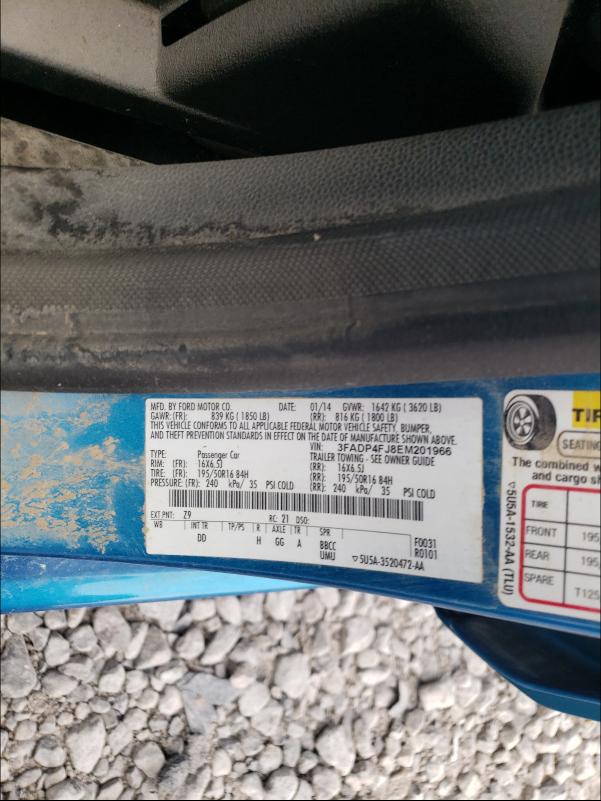 MFD. BY FORD MOTOR CO. DATE: 01/14 GVWR: 1642 KG ( 3620 LB)
GAWR:(FR): 839 KG ( 1850 LB) (RR): 816 KG ( 1800 LB)
THIS VEHICLE CONFORMS TO ALL APPLICABLE FEDERAL MOTOR VEHICLE SAFETY, BUMPER,
AND THEFT PREVENTION STANDARDS IN EFFECT ON THE DATE OF MANUFACTURE SHOWN ABOVE.
VIN: 3FADP4FJ8EM201966
TYPE: Passenger Car TRAILER TOWING - SEE OWNER GUIDE
RIM: (FR): 16X6.5J (RR): 16X6.5J
TIRES: (FR): 195/50R16 84H (RR): 195/50R16 84H
PRESSURE: (FR): 240 kPa/ 35 PSI COLD (RR): 240 kPa/ 35 PSI COLD
EXT PNT: Z9 RC: 21 DSO:
WB INT TR TP/PS R AXLE TR SPR F0031
DD H GG A BBCC R0101
UMU ▽5U5A-3520472-AA
TIR
SEATING
The combined w
and cargo sh
TIRE
FRONT 195
REAR 195
SPARE T125
▽5U5A-1532-AA (TLU)